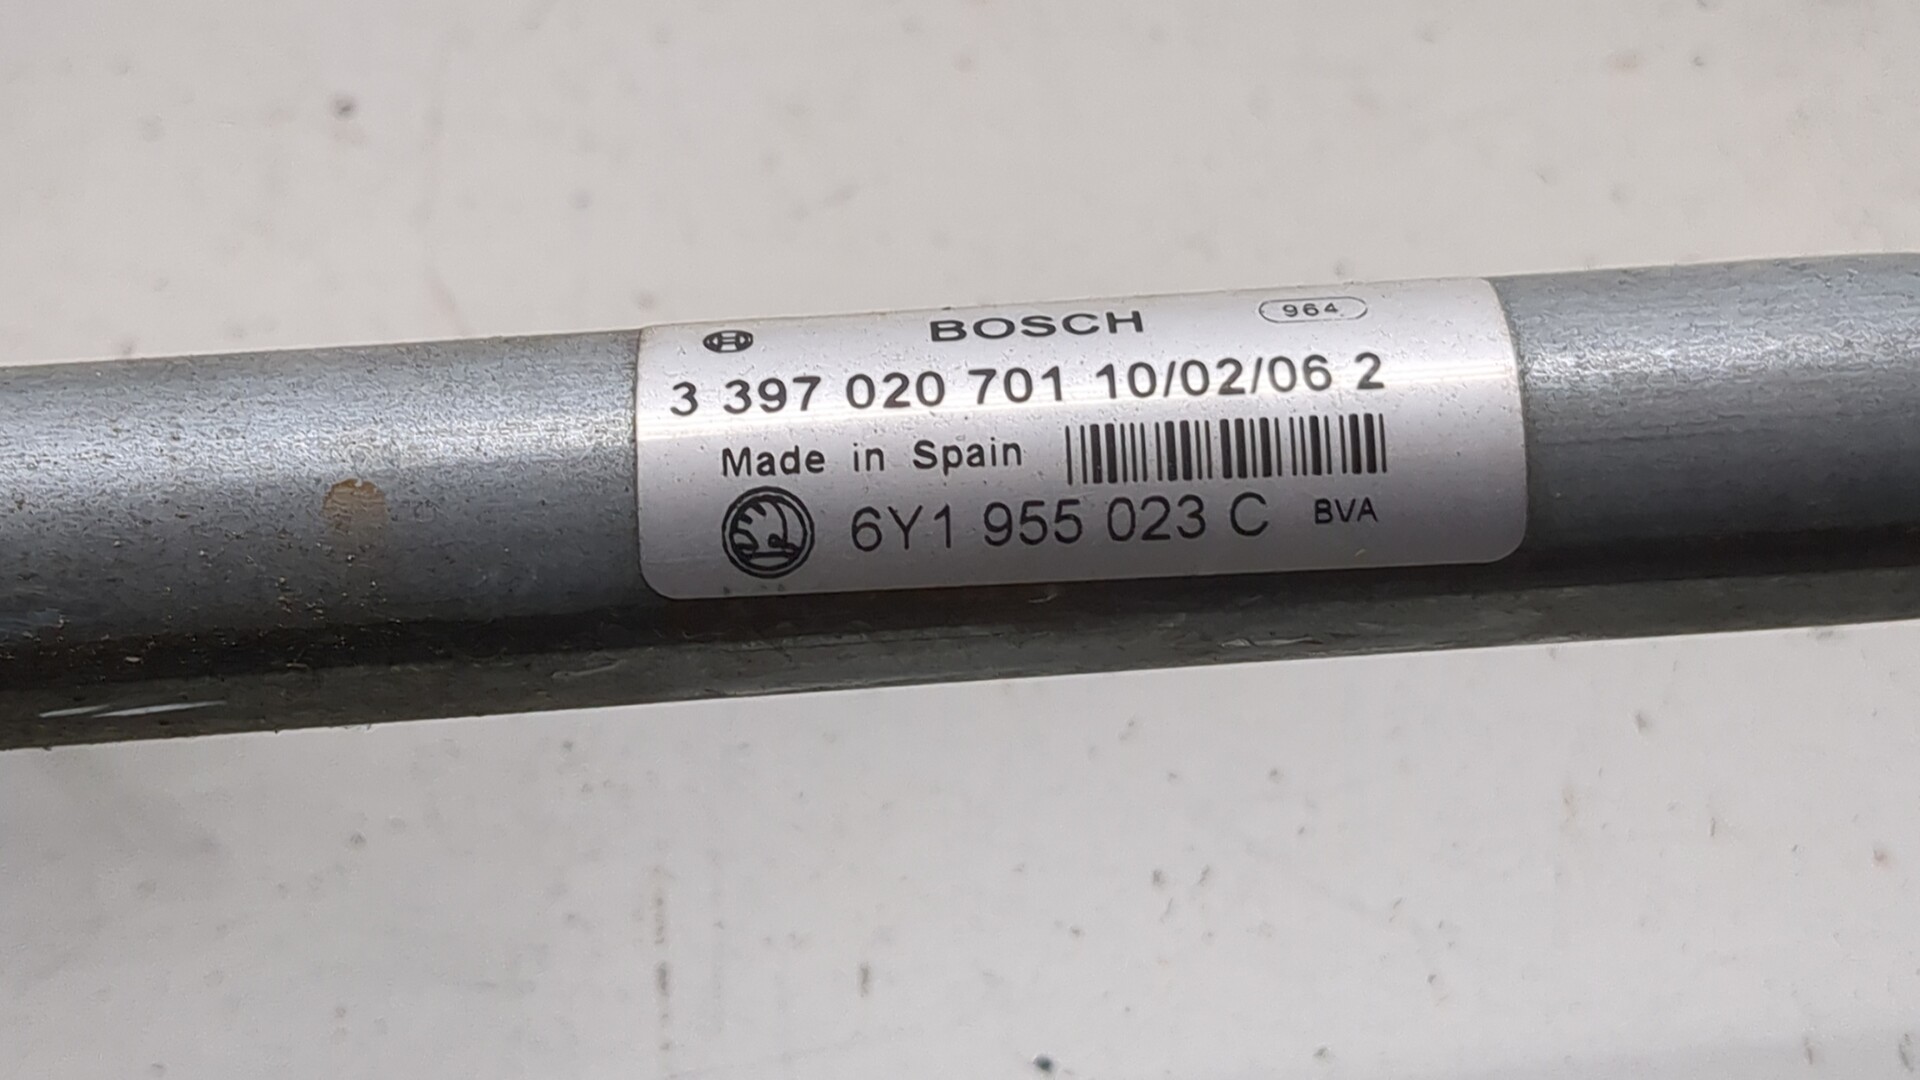 BOSCH 964
3 397 020 701 10/02/06 2
Made in Spain
6Y1 955 023 C BVA